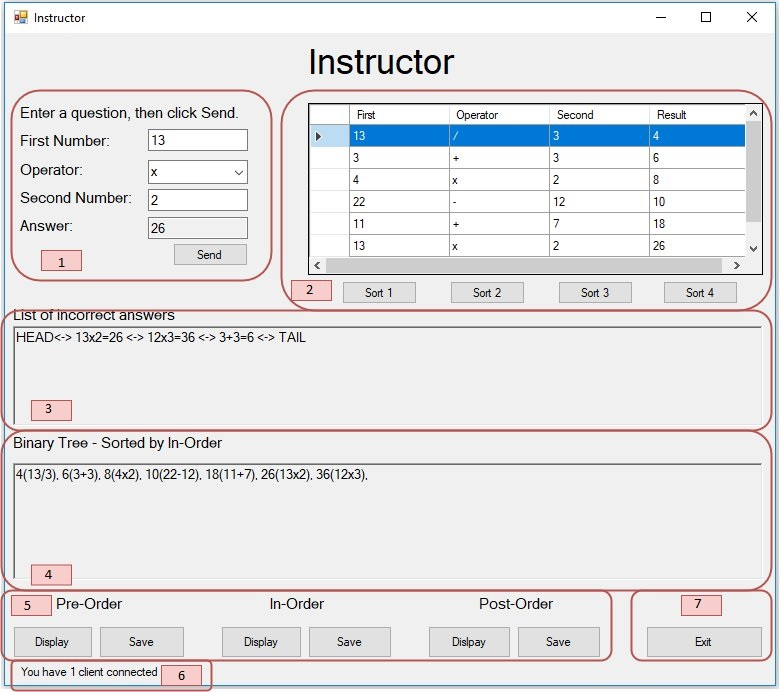 Instructor
Instructor
Enter a question, then click Send.
First Number: 13
Operator: x
Second Number: 2
Answer: 26
1
Send
First Operator Second Result
13 / 3 4
3 + 3 6
4 x 2 8
22 - 12 10
11 + 7 18
13 x 2 26
2
Sort 1 Sort 2 Sort 3 Sort 4
List of incorrect answers
HEAD<-> 13x2=26 <-> 12x3=36 <-> 3+3=6 <-> TAIL
3
Binary Tree - Sorted by In-Order
4(13/3), 6(3+3), 8(4x2), 10(22-12), 18(11+7), 26(13x2), 36(12x3),
4
5 Pre-Order In-Order Post-Order 7
Display Save Display Save Dislpay Save Exit
You have 1 client connected 6